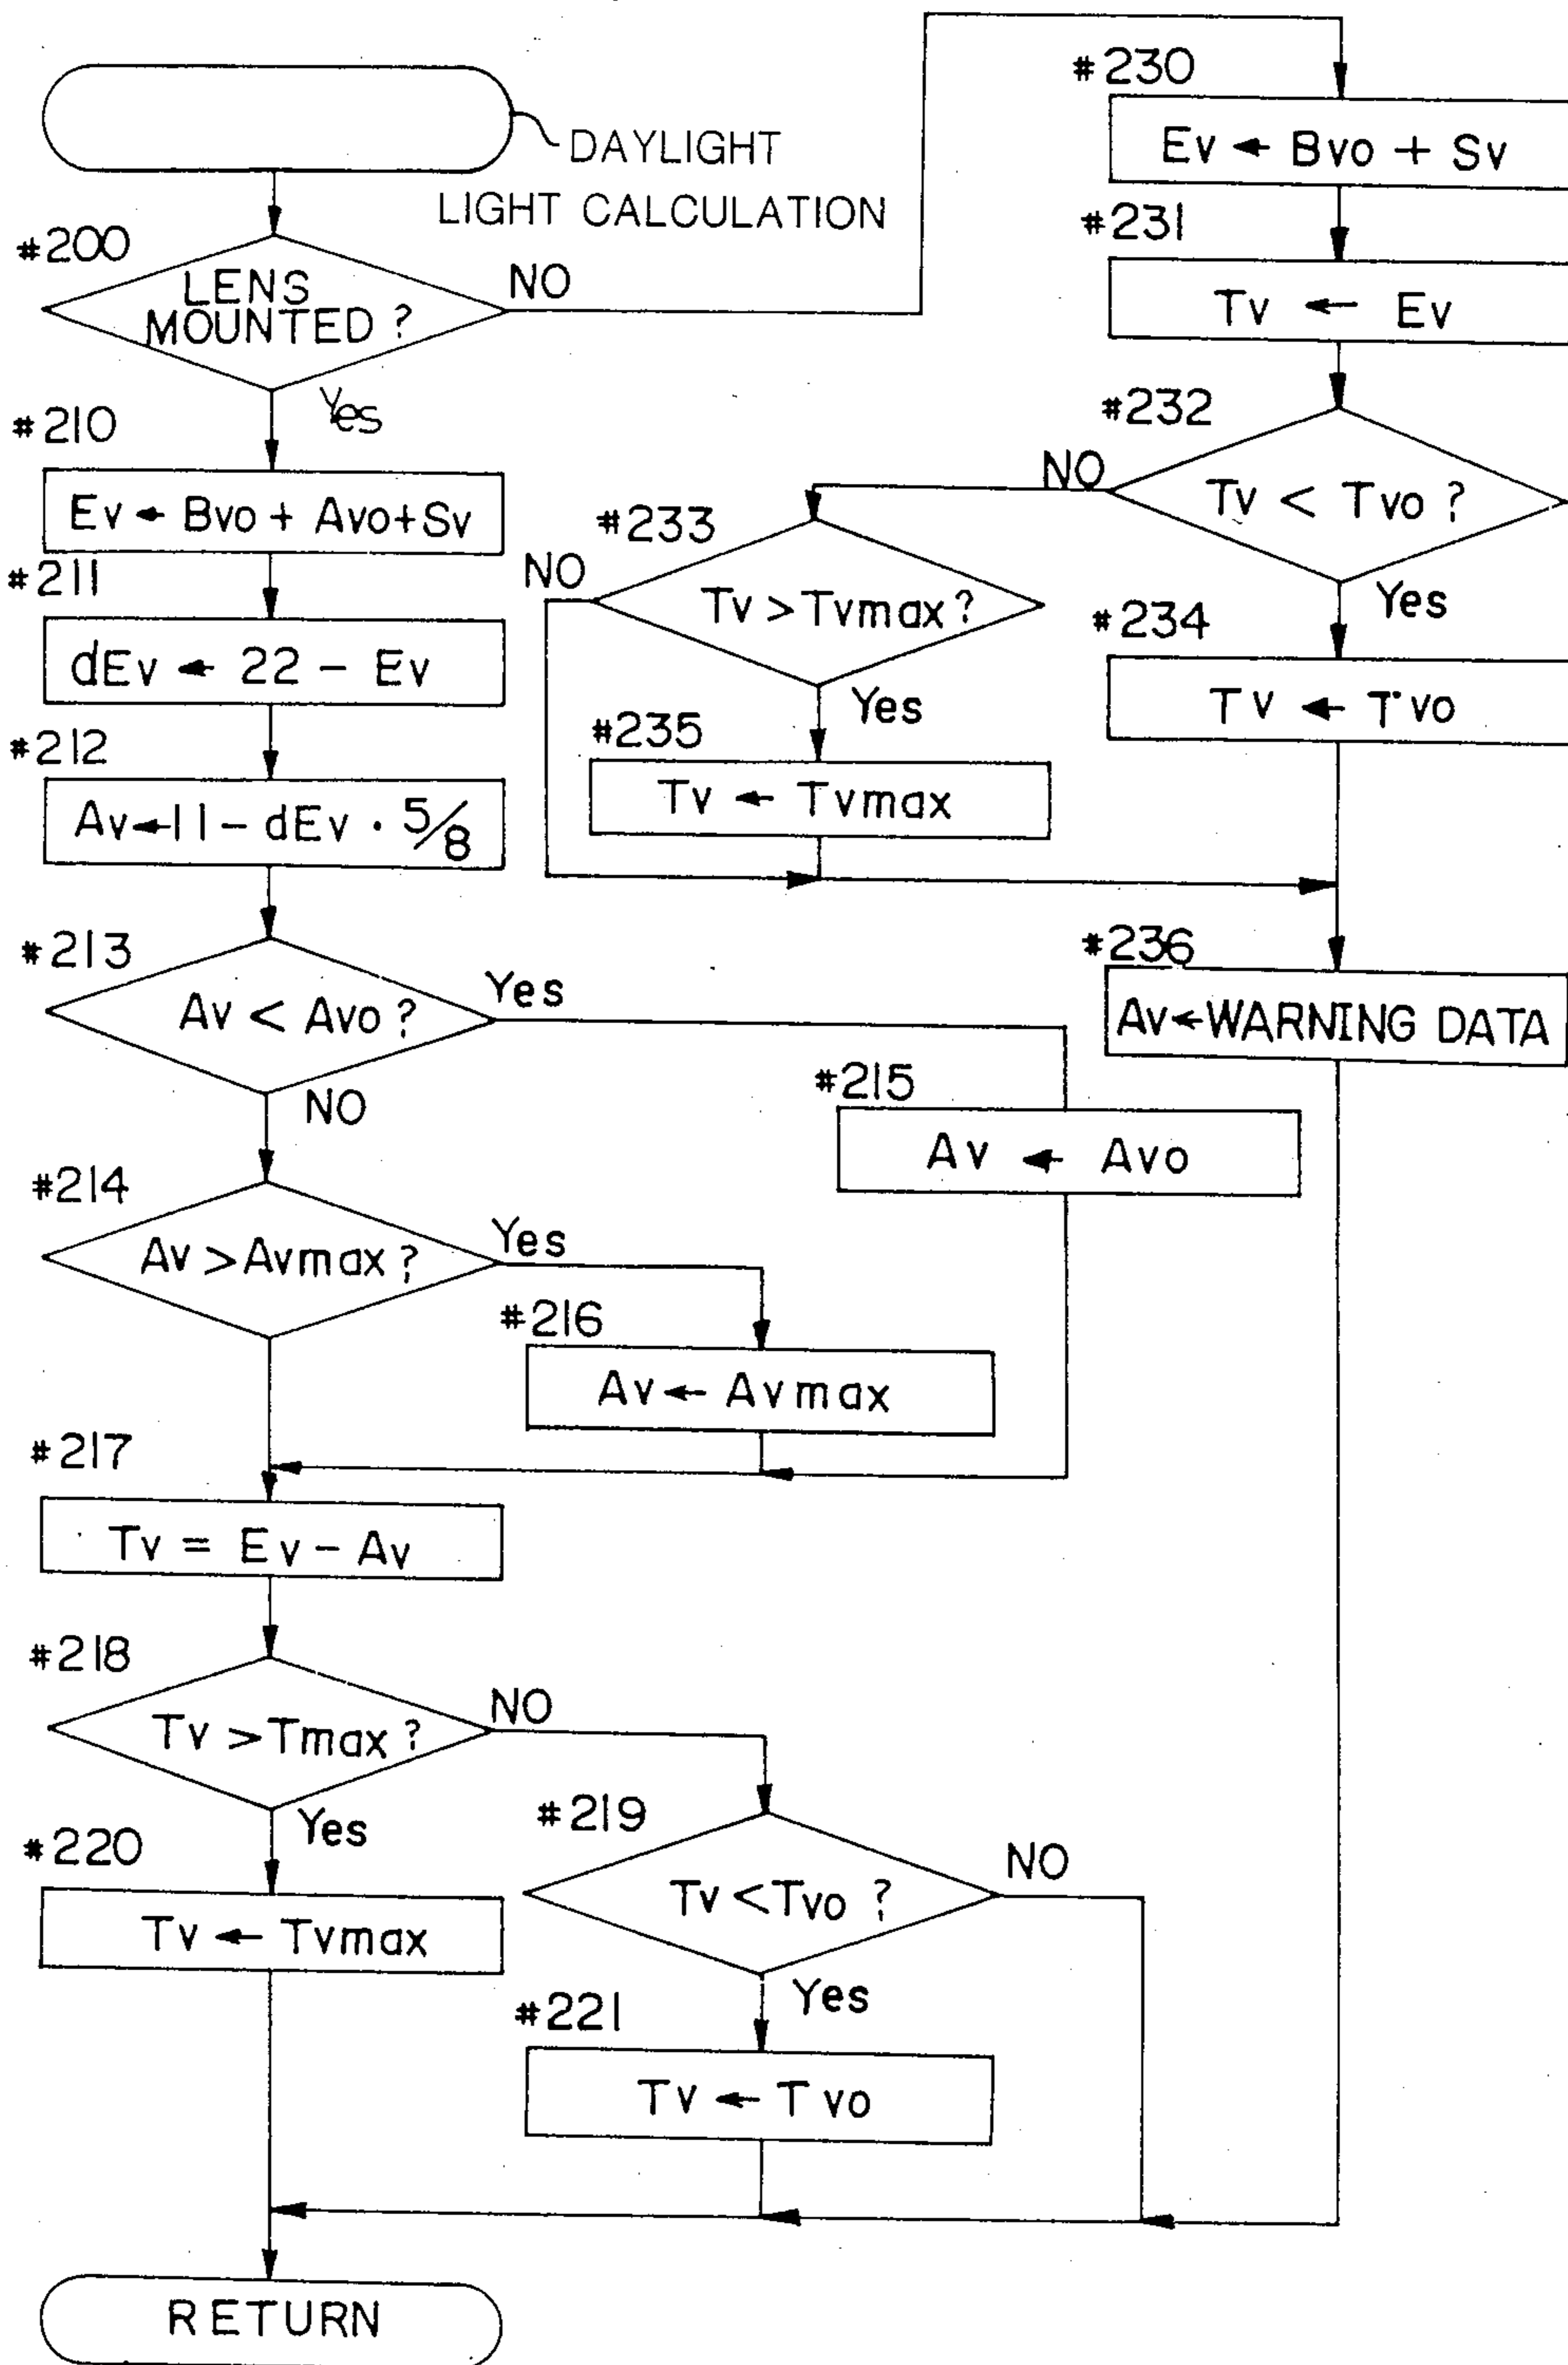 DAYLIGHT
LIGHT CALCULATION
#200
LENS
MOUNTED ?
NO
Yes
#210
Ev ← Bvo + Avo+Sv
#211
dEv ← 22 - Ev
#212
Av←11 - dEv · 5/8
#213
Av < Avo ?
Yes
NO
#214
Av > Avmax ?
Yes
#215
Av ← Avo
#216
Av ← Avmax
#217
Tv = Ev - Av
#218
Tv > Tmax ?
NO
Yes
#219
Tv < Tvo ?
NO
Yes
#220
Tv ← Tvmax
#221
Tv ← Tvo
RETURN
#230
Ev ← Bvo + Sv
#231
Tv ← Ev
#232
Tv < Tvo ?
NO
Yes
#233
Tv > Tvmax ?
NO
Yes
#234
Tv ← Tvo
#235
Tv ← Tvmax
#236
Av←WARNING DATA